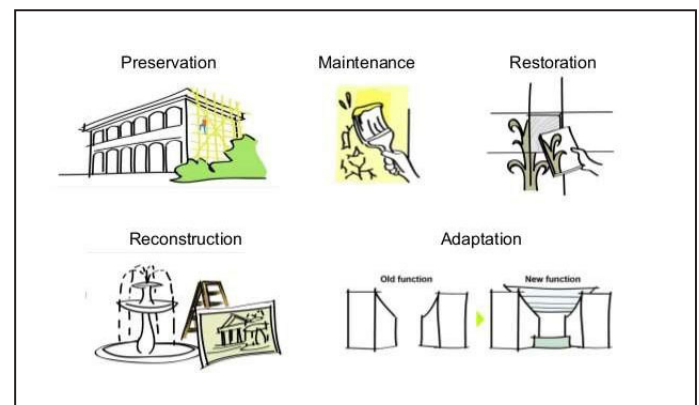 Preservation
Maintenance
Restoration
Reconstruction
Adaptation
Old function
New function